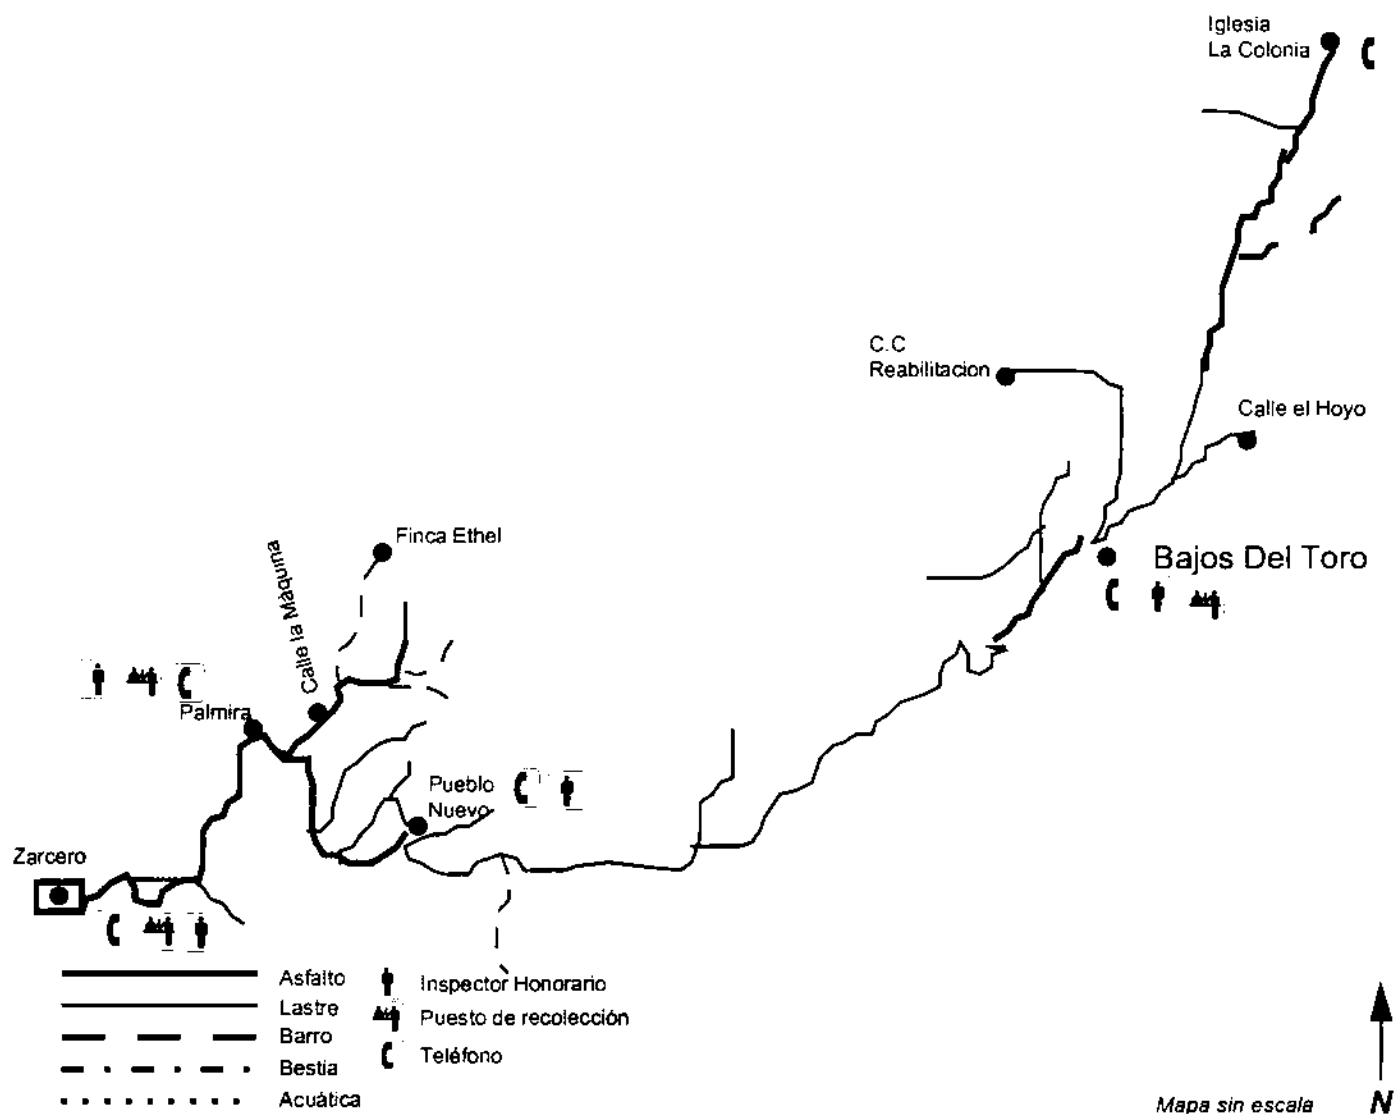 Iglesia
La Colonia
C.C
Reabilitacion
Calle el Hoyo
Finca Ethel
Calle la Màquina
Bajos Del Toro
Palmira
Pueblo
Nuevo
Zarcero
Asfalto
Lastre
Barro
Bestia
Acuática
Inspector Honorario
Puesto de recolección
Teléfono
Mapa sin escala
N